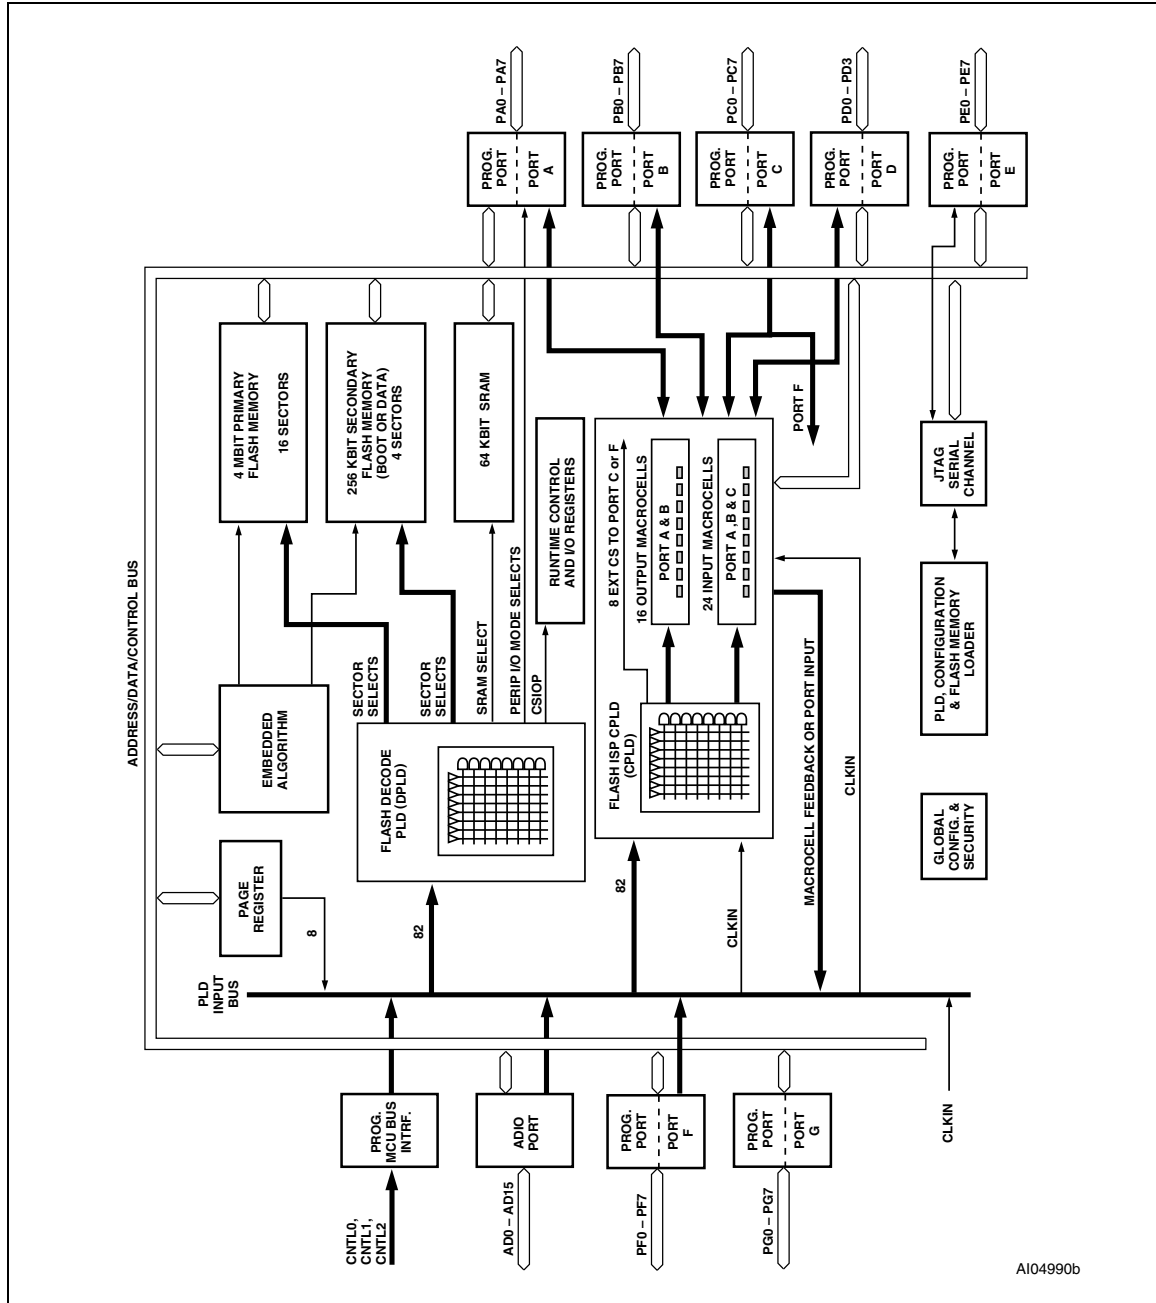 ADDRESS/DATA/CONTROL BUS
CNTL0,
CNTL1,
CNTL2
PROG.
MCU BUS
INTRF.
AD0 – AD15
ADIO
PORT
PF0 – PF7
PROG.
PORT
PORT
F
PG0 – PG7
PROG.
PORT
PORT
G
PLD
INPUT
BUS
CLKIN
PAGE
REGISTER
8
EMBEDDED
ALGORITHM
82
82
CLKIN
FLASH DECODE
PLD (DPLD)
FLASH ISP CPLD
(CPLD)
SECTOR
SELECTS
SECTOR
SELECTS
SRAM SELECT
PERIP I/O MODE SELECTS
CSIOP
4 MBIT PRIMARY
FLASH MEMORY
16 SECTORS
256 KBIT SECONDARY
FLASH MEMORY
(BOOT OR DATA)
4 SECTORS
64 KBIT SRAM
RUNTIME CONTROL
AND I/O REGISTERS
8 EXT CS TO PORT C or F
16 OUTPUT MACROCELLS
PORT A & B
24 INPUT MACROCELLS
PORT A ,B & C
MACROCELL FEEDBACK OR PORT INPUT
CLKIN
PORT F
GLOBAL
CONFIG. &
SECURITY
PLD, CONFIGURATION
& FLASH MEMORY
LOADER
JTAG
SERIAL
CHANNEL
PROG.
PORT
PORT
A
PA0 – PA7
PROG.
PORT
PORT
B
PB0 – PB7
PROG.
PORT
PORT
C
PC0 – PC7
PROG.
PORT
PORT
D
PD0 – PD3
PROG.
PORT
PORT
E
PE0 – PE7
AI04990b